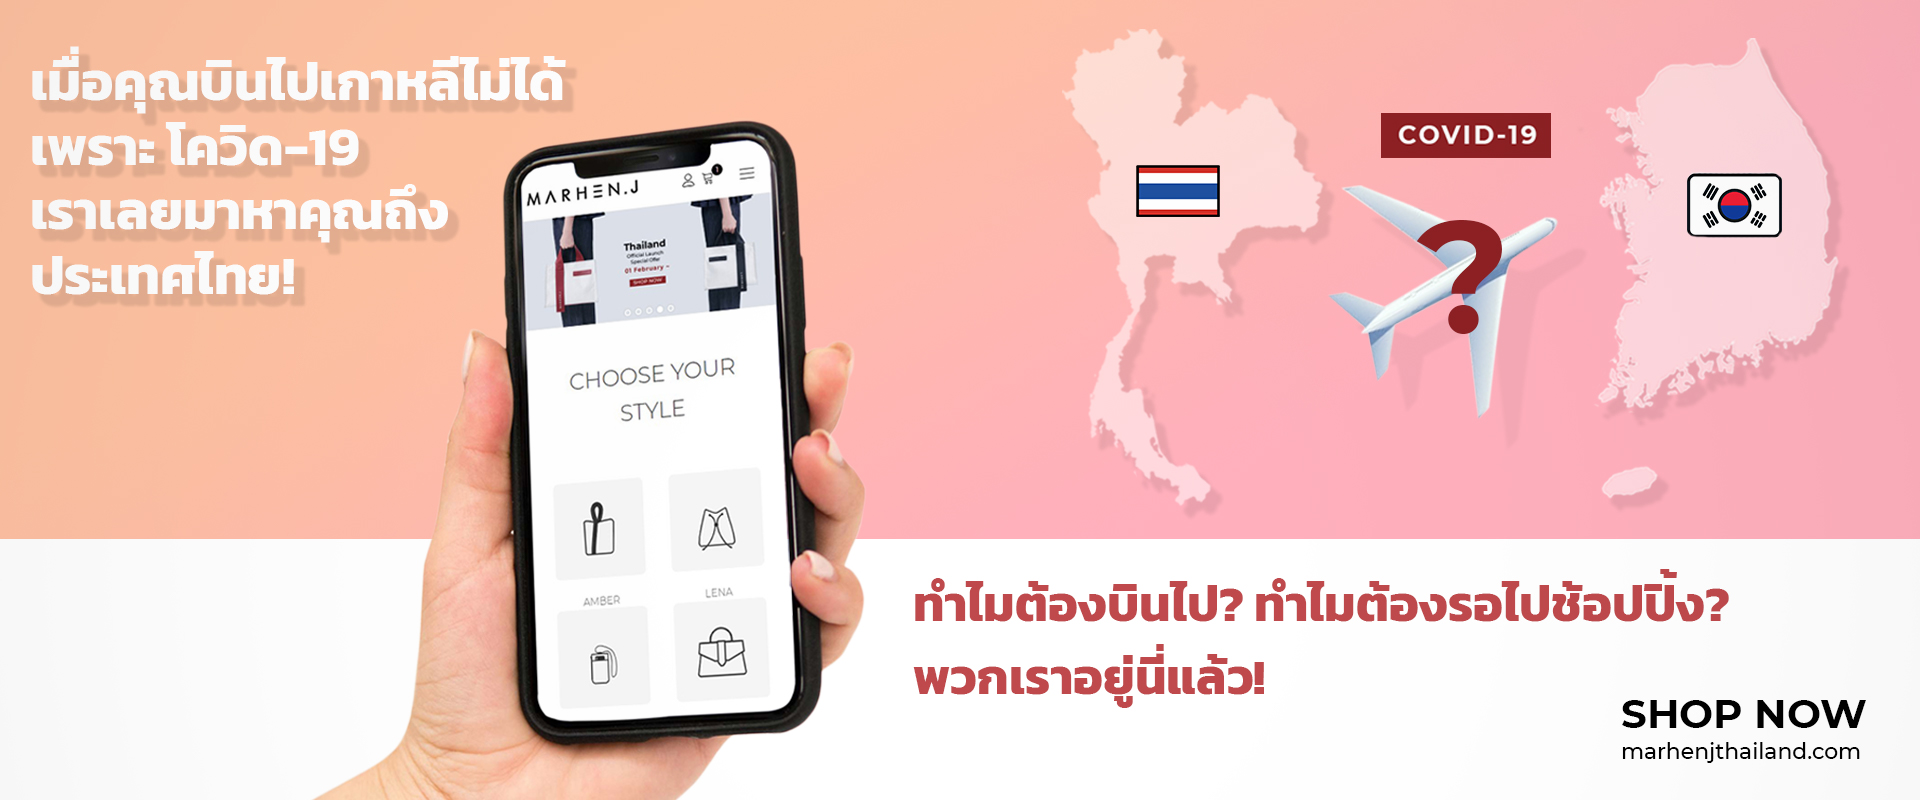 เมื่อคุณบินไปเกาหลีไม่ได้
เพราะ โควิด-19
เราเลยมาหาคุณถึง
ประเทศไทย!
MARHEN.J
1
Thailand
Official Launch
Special Offer
01 February ~
SHOP NOW
CHOOSE YOUR
STYLE
AMBER
LENA
COVID-19
?
ทำไมต้องบินไป? ทำไมต้องรอไปช้อปปิ้ง?
พวกเราอยู่นี่แล้ว!
SHOP NOW
marhenjthailand.com